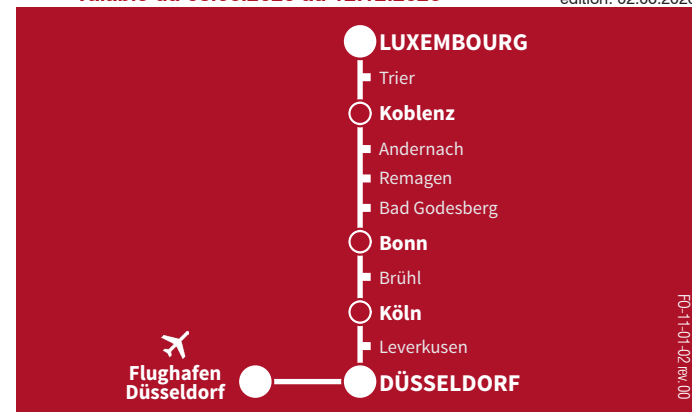 LUXEMBOURG
Trier
Koblenz
Andernach
Remagen
Bad Godesberg
Bonn
Brühl
Köln
Leverkusen
Flughafen
Düsseldorf
DÜSSELDORF
F0-11-01-02 rev. 00